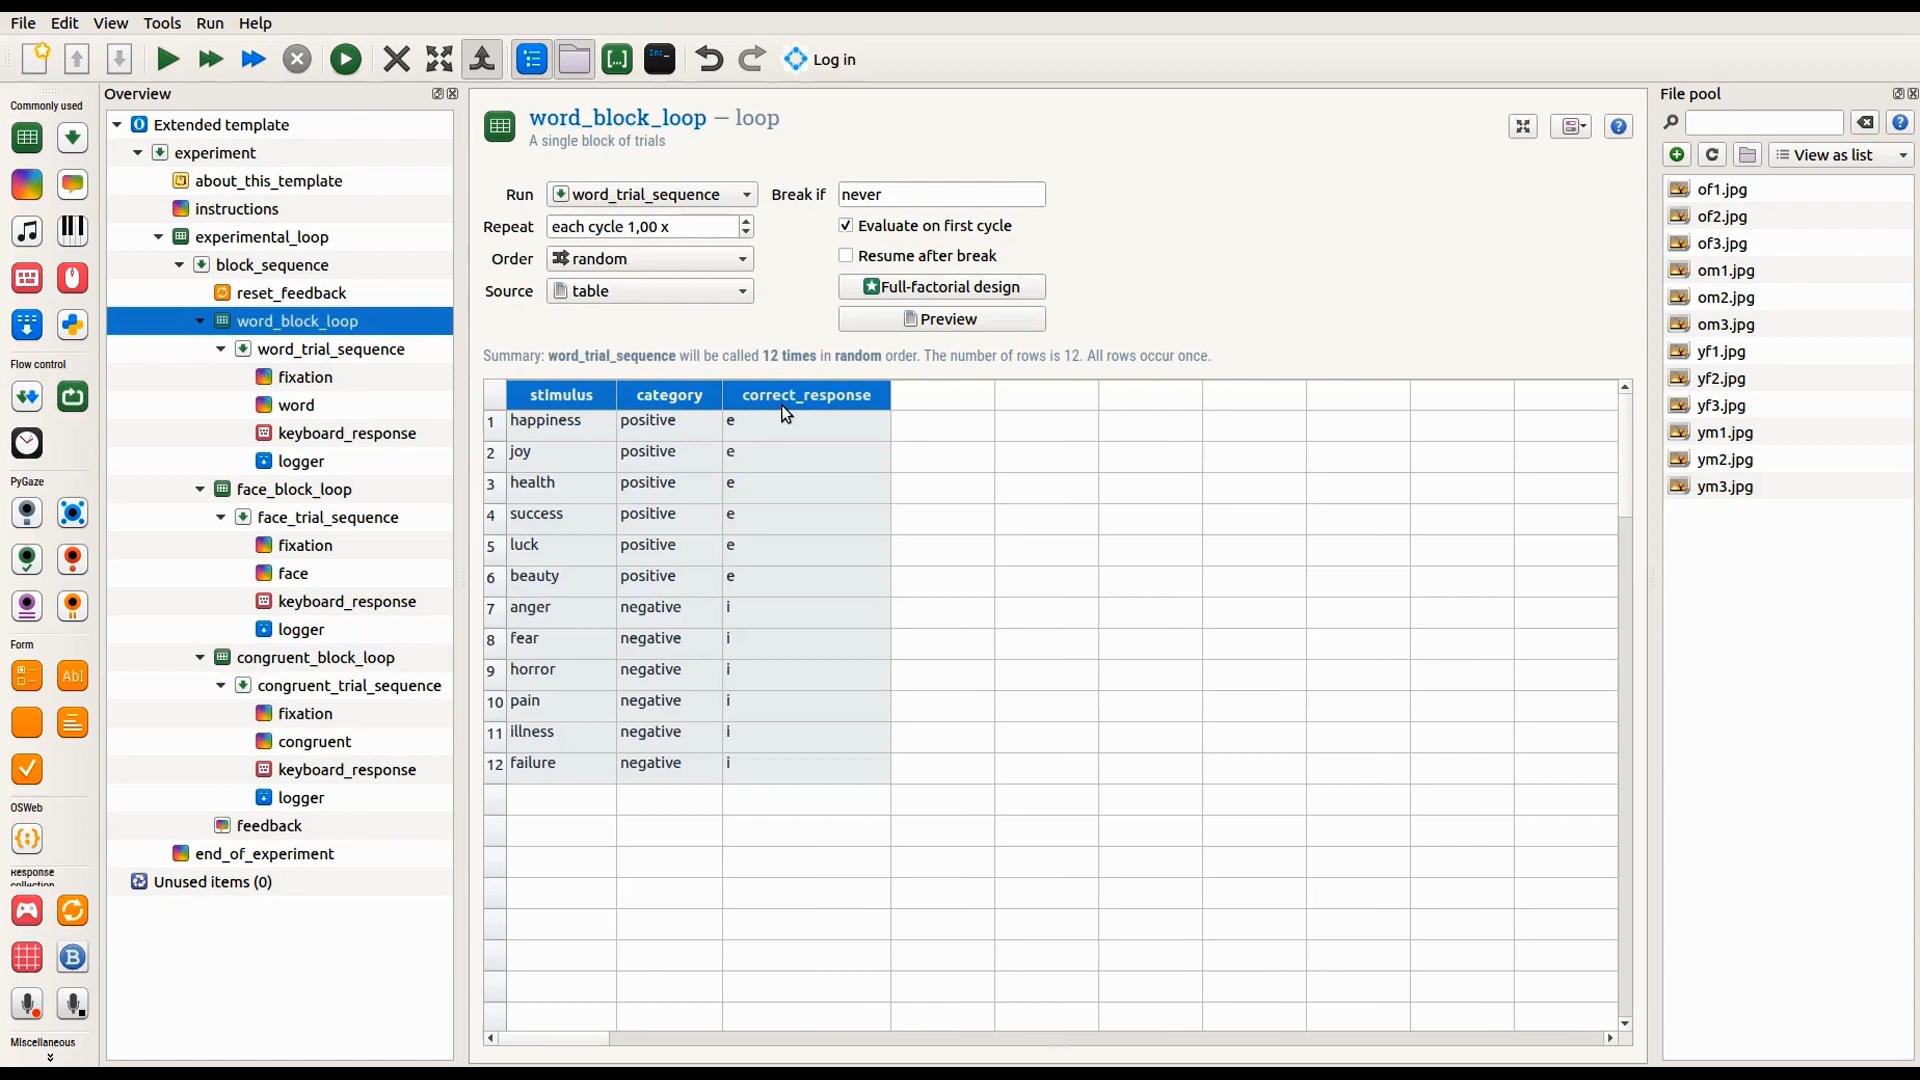 File Edit View Tools Run Help
Log in
Commonly used
Flow control
PyGaze
Form
AbI
OSWeb
Response
collection
Miscellaneous
Overview
Extended template
experiment
about_this_template
instructions
experimental_loop
block_sequence
reset_feedback
word_block_loop
word_trial_sequence
fixation
word
keyboard_response
logger
face_block_loop
face_trial_sequence
fixation
face
keyboard_response
logger
congruent_block_loop
congruent_trial_sequence
fixation
congruent
keyboard_response
logger
feedback
end_of_experiment
Unused items (0)
word_block_loop – loop
A single block of trials
Run word_trial_sequence Break if never
Repeat each cycle 1,00 x Evaluate on first cycle
Order random Resume after break
Source table Full-factorial design
Preview
Summary: word_trial_sequence will be called 12 times in random order. The number of rows is 12. All rows occur once.
stimulus category correct_response
1 happiness positive e
2 joy positive e
3 health positive e
4 success positive e
5 luck positive e
6 beauty positive e
7 anger negative i
8 fear negative i
9 horror negative i
10 pain negative i
11 illness negative i
12 failure negative i
File pool
View as list
of1.jpg
of2.jpg
of3.jpg
om1.jpg
om2.jpg
om3.jpg
yf1.jpg
yf2.jpg
yf3.jpg
ym1.jpg
ym2.jpg
ym3.jpg